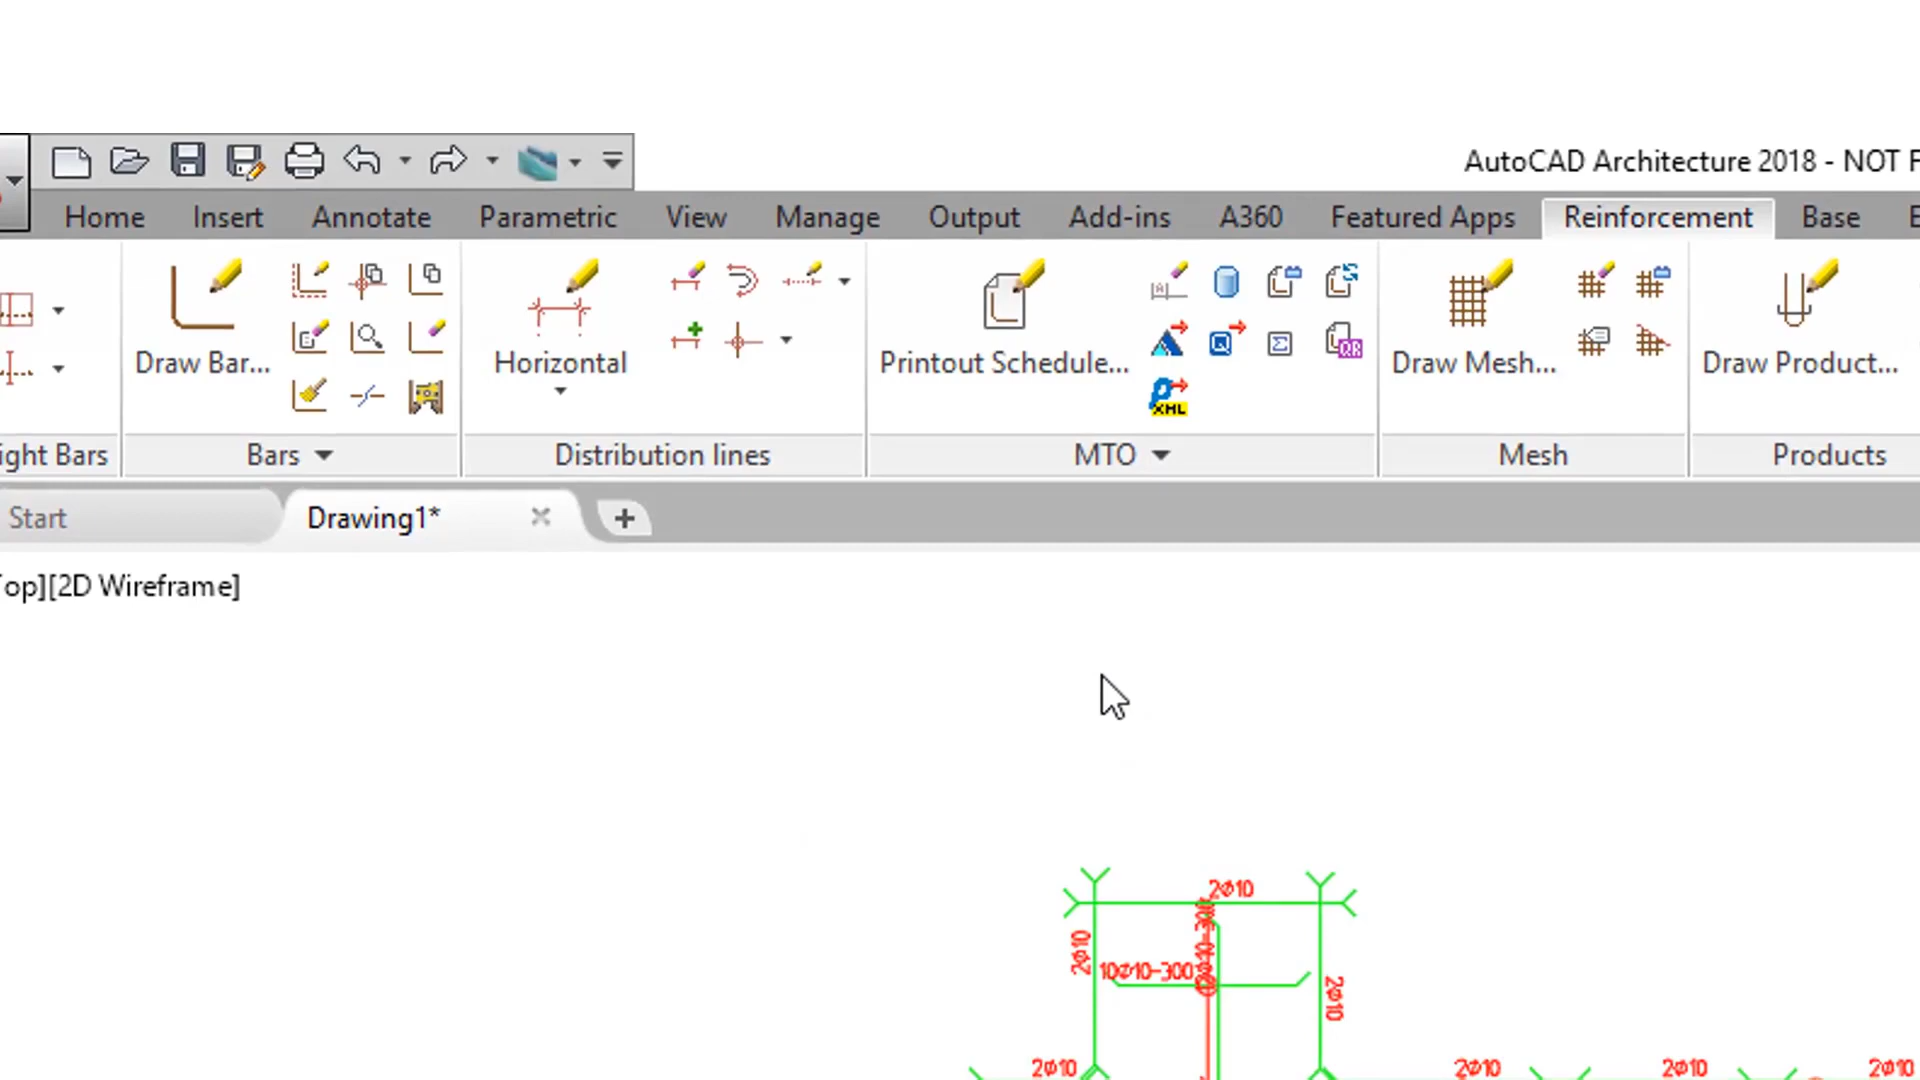 AutoCAD Architecture 2018 - NOT F
Home Insert Annotate Parametric View Manage Output Add-ins A360 Featured Apps Reinforcement Base E
Draw Bar... Horizontal Printout Schedule... Draw Mesh... Draw Product...
XML
QR
ight Bars Bars Distribution lines MTO Mesh Products
Start Drawing1*
op][2D Wireframe]
2Ø10
2Ø10
10Ø10-300
2Ø10
2Ø10 2Ø10 2Ø10 2Ø10